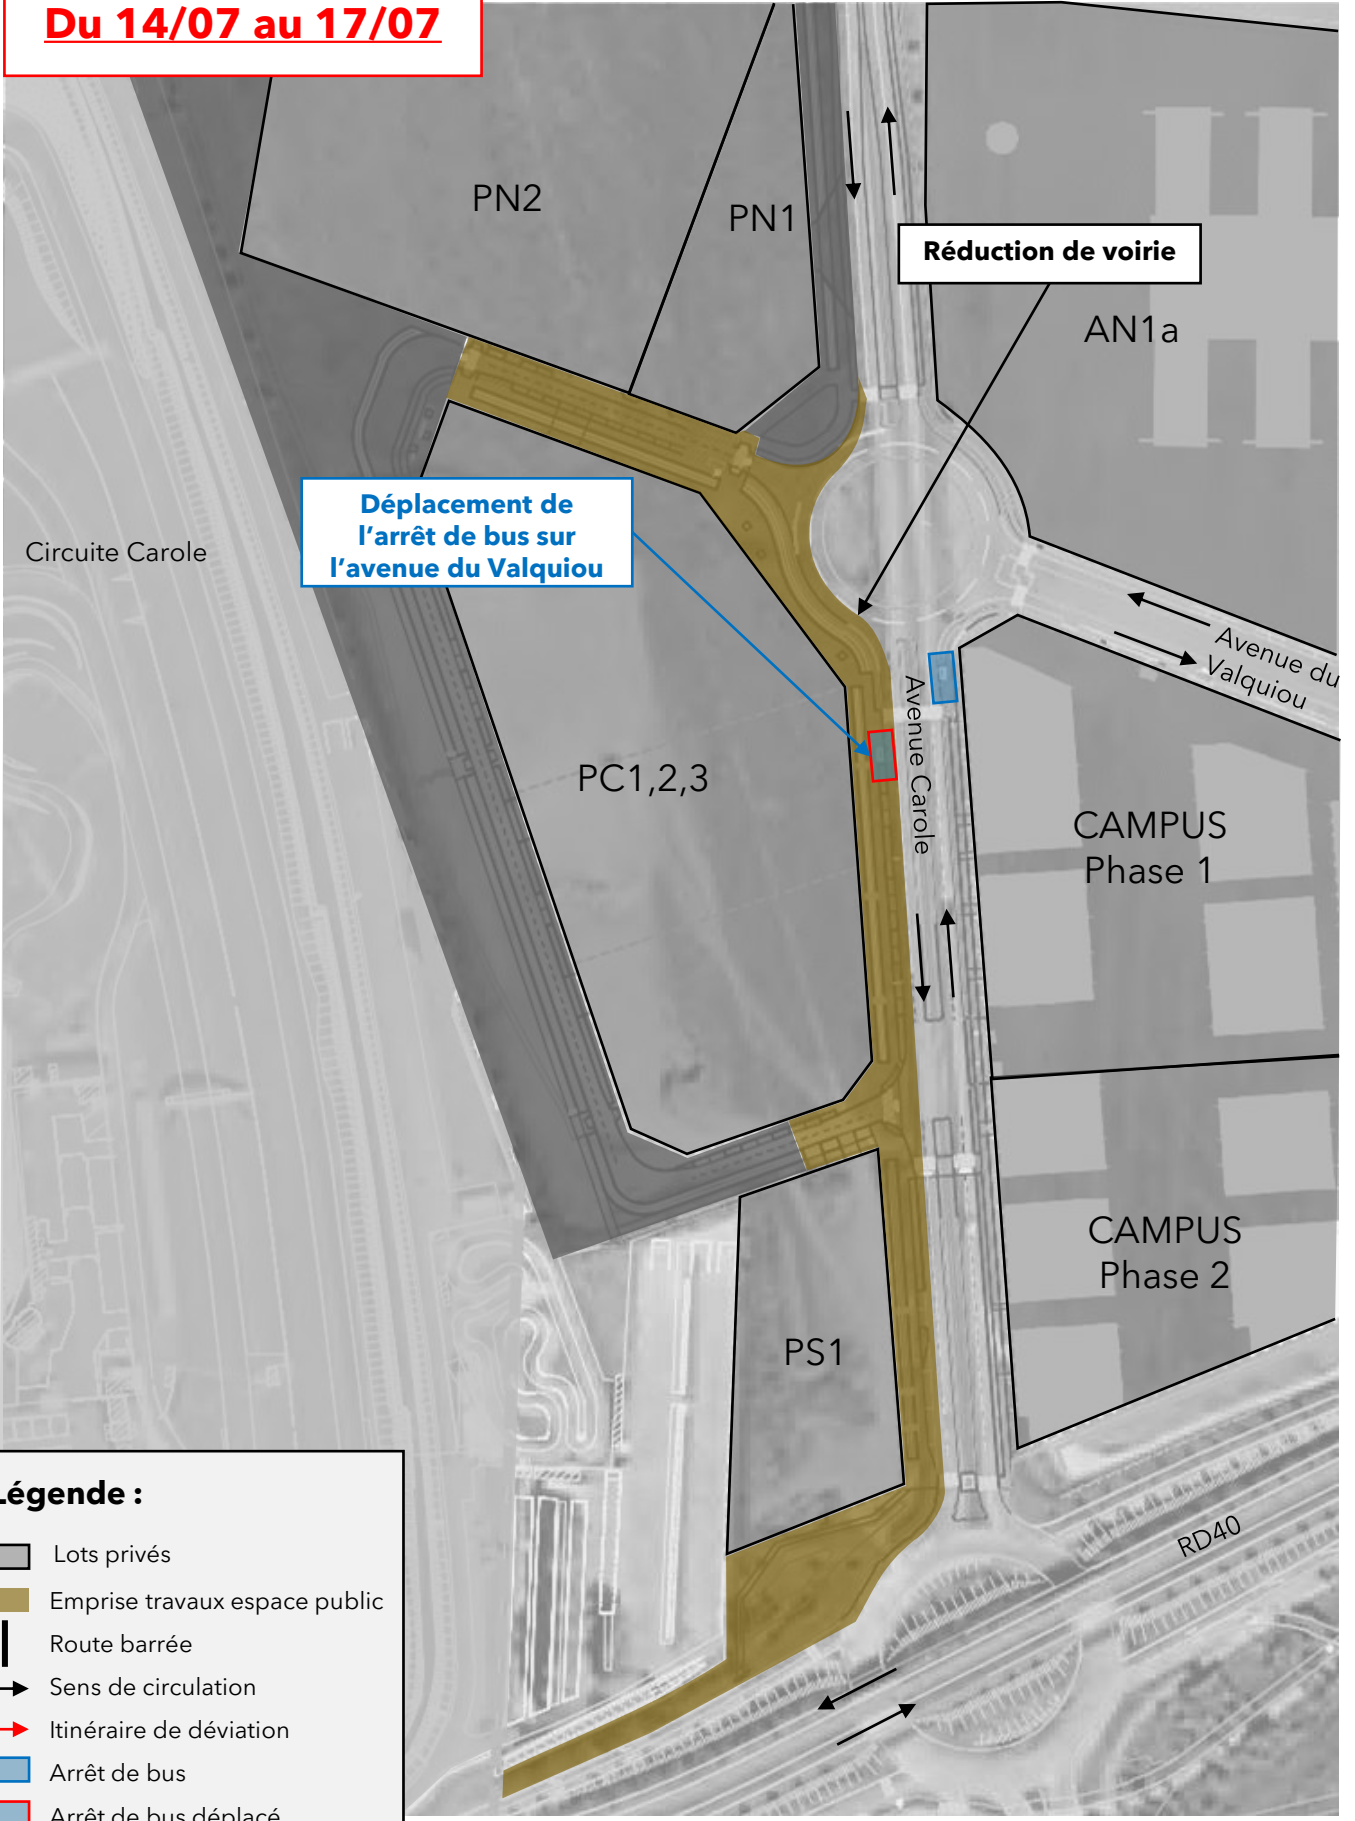 Du 14/07 au 17/07
PN2
PN1
Réduction de voirie
AN1a
Déplacement de
l'arrêt de bus sur
l'avenue du Valquiou
Circuite Carole
Avenue du
Valquiou
Avenue Carole
PC1,2,3
CAMPUS
Phase 1
CAMPUS
Phase 2
PS1
RD40
Légende :
Lots privés
Emprise travaux espace public
Route barrée
Sens de circulation
Itinéraire de déviation
Arrêt de bus
Arrêt de bus déplacé